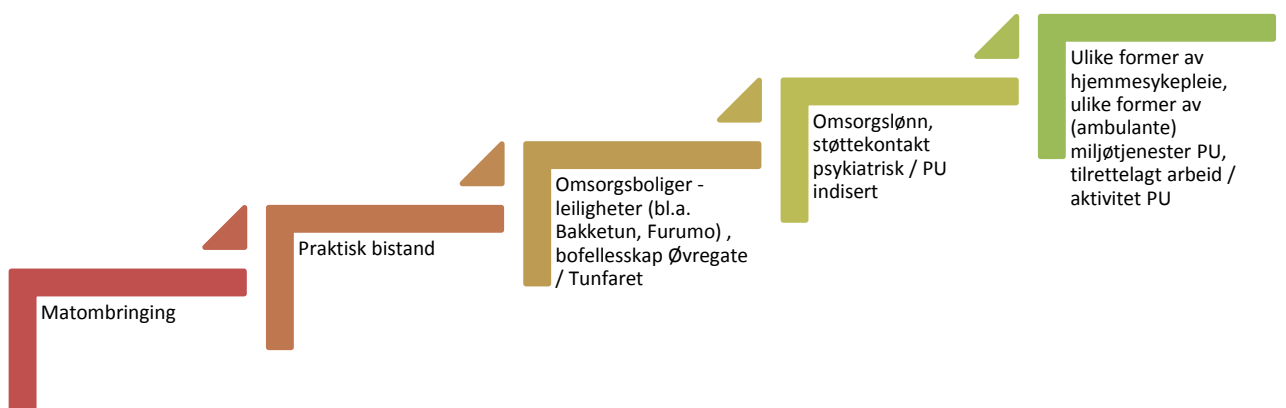 Matombringing
Praktisk bistand
Omsorgsboliger -
leiligheter (bl.a.
Bakketun, Furumo) ,
bofellesskap Øvregate
/ Tunfaret
Omsorgslønn,
støttekontakt
psykiatrisk / PU
indisert
Ulike former av
hjemmesykepleie,
ulike former av
(ambulante)
miljøtjenester PU,
tilrettelagt arbeid /
aktivitet PU